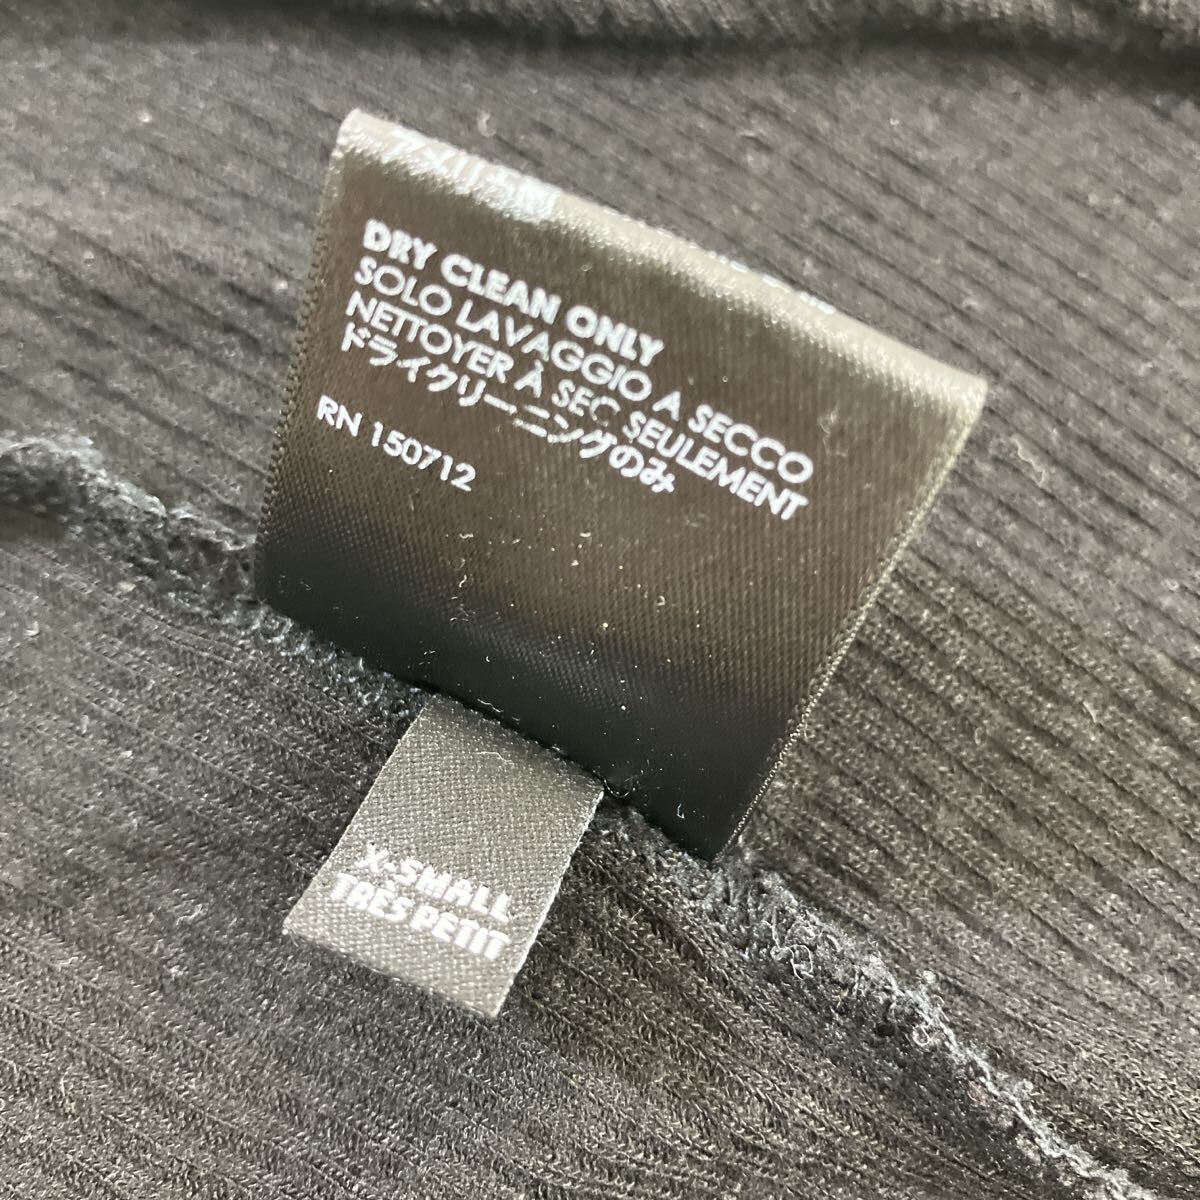 DRY CLEAN ONLY
SOLO LAVAGGIO A SECCO
NETTOYER À SEC SEULEMENT
ドライクリーニングのみ
RN 150712
X-SMALL
TRÈS PETIT